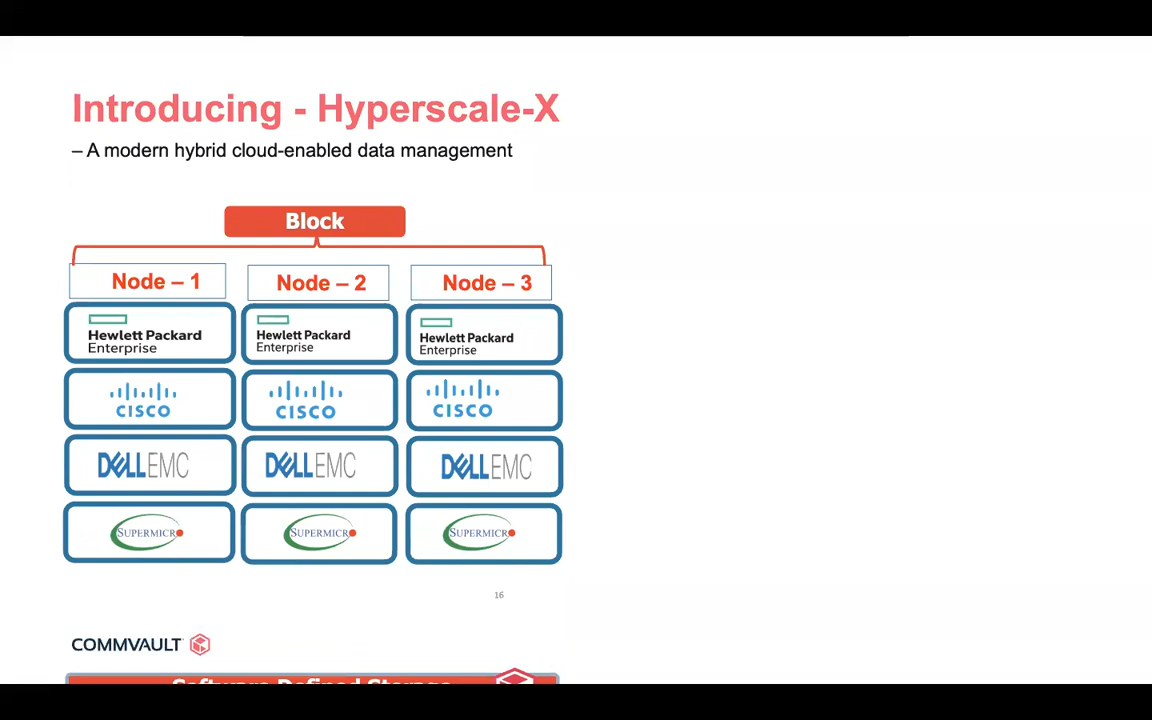 Introducing - Hyperscale-X
– A modern hybrid cloud-enabled data management
Block
Node – 1
Node – 2
Node – 3
Hewlett Packard
Enterprise
Hewlett Packard
Enterprise
Hewlett Packard
Enterprise
CISCO
CISCO
CISCO
DELLEMC
DELLEMC
DELLEMC
SUPERMICRO
SUPERMICRO
SUPERMICRO
16
COMMVAULT
Software Defined Storage